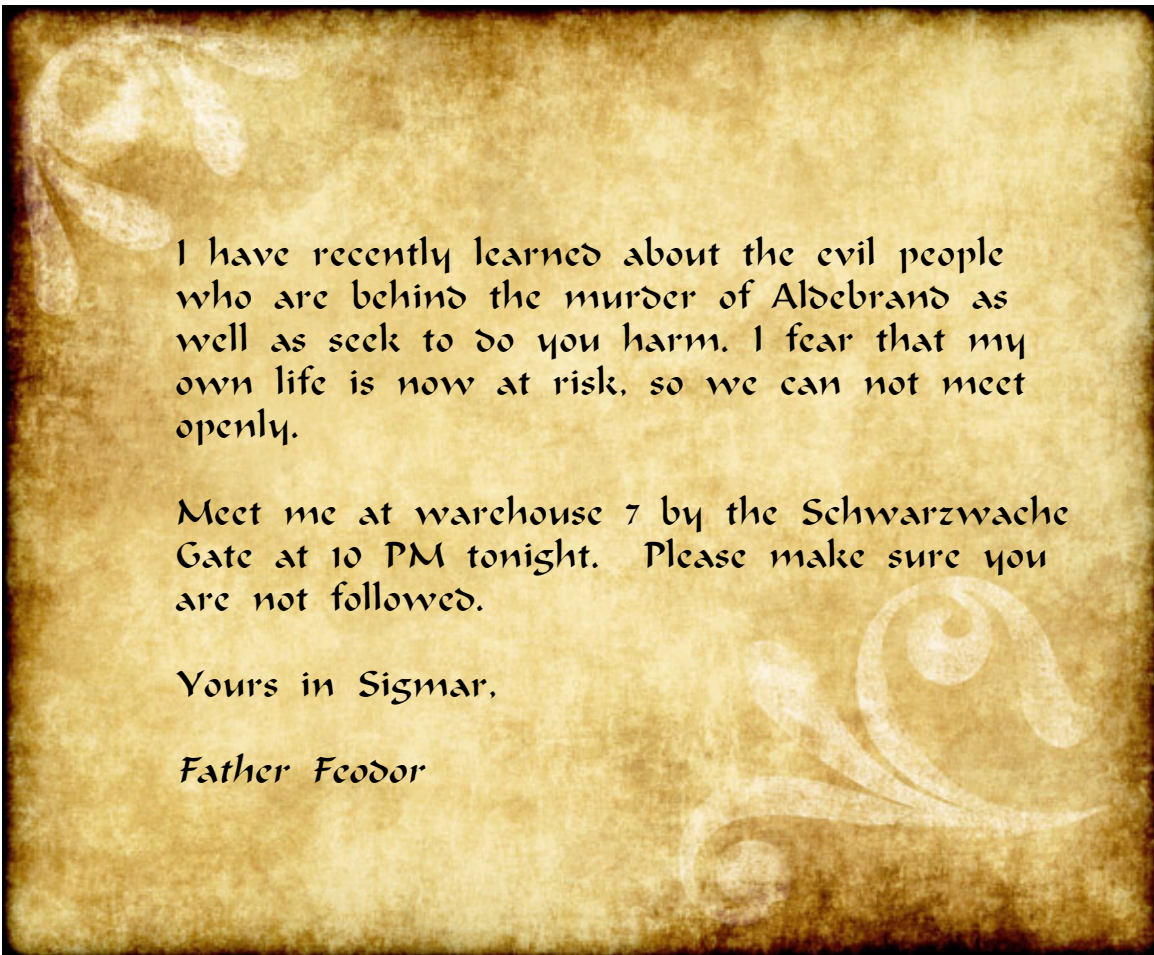 I have recently learned about the evil people
who are behind the murder of Aldebrand as
well as seek to do you harm. I fear that my
own life is now at risk, so we can not meet
openly.
Meet me at warehouse 7 by the Schwarzwache
Gate at 10 PM tonight. Please make sure you
are not followed.
Yours in Sigmar,
Father Feodor